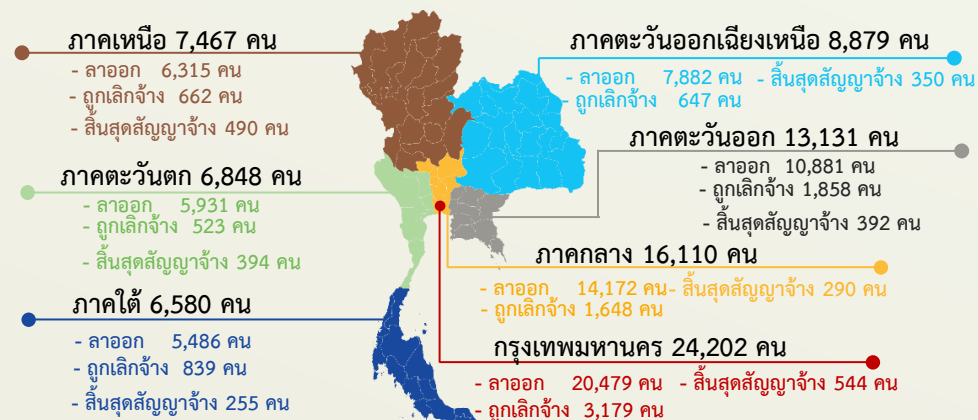 ภาคเหนือ 7,467 คน
- ลาออก 6,315 คน
- ถูกเลิกจ้าง 662 คน
- สิ้นสุดสัญญาจ้าง 490 คน
ภาคตะวันออกเฉียงเหนือ 8,879 คน
- ลาออก 7,882 คน - สิ้นสุดสัญญาจ้าง 350 คน
- ถูกเลิกจ้าง 647 คน
ภาคตะวันออก 13,131 คน
- ลาออก 10,881 คน
- ถูกเลิกจ้าง 1,858 คน
- สิ้นสุดสัญญาจ้าง 392 คน
ภาคตะวันตก 6,848 คน
- ลาออก 5,931 คน
- ถูกเลิกจ้าง 523 คน
- สิ้นสุดสัญญาจ้าง 394 คน
ภาคกลาง 16,110 คน
- ลาออก 14,172 คน - สิ้นสุดสัญญาจ้าง 290 คน
- ถูกเลิกจ้าง 1,648 คน
ภาคใต้ 6,580 คน
- ลาออก 5,486 คน
- ถูกเลิกจ้าง 839 คน
- สิ้นสุดสัญญาจ้าง 255 คน
กรุงเทพมหานคร 24,202 คน
- ลาออก 20,479 คน - สิ้นสุดสัญญาจ้าง 544 คน
- ถูกเลิกจ้าง 3,179 คน